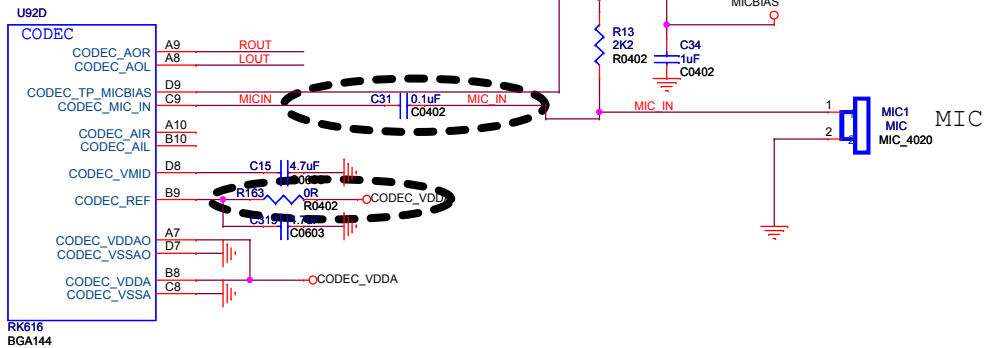 U92D
CODEC
MICBIAS
R13
2K2
R0402
C34
1uF
C0402
CODEC_AOR A9 ROUT
CODEC_AOL A8 LOUT
CODEC_TP_MICBIAS D9
CODEC_MIC_IN C9 MICIN C31 0.1uF MIC_IN
C0402
MIC_IN
1
2
MIC1
MIC
MIC_4020
MIC
CODEC_AIR A10
CODEC_AIL B10
CODEC_VMID D8 C15 4.7uF
CODEC_REF B9 R163 0R
R0402
C0603
CODEC_VDDAO A7
CODEC_VSSAO D7
CODEC_VDDA B8 CODEC_VDDA
CODEC_VSSA C8
RK616
BGA144